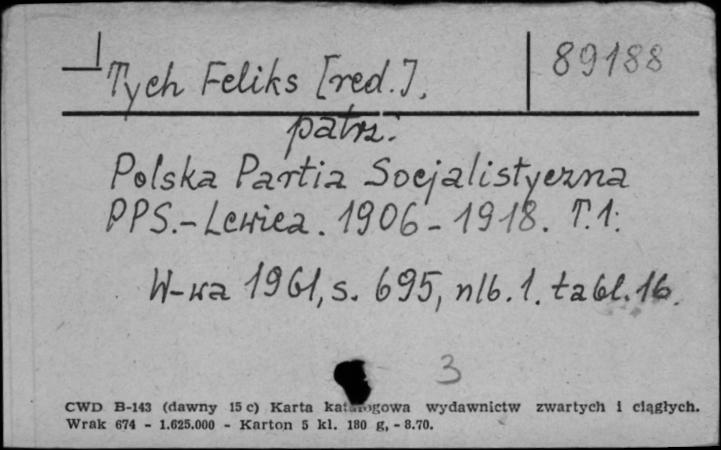 Tych Feliks [red.].
89188
patrz:
Polska Partia Socjalistyczna
PPS.-Lewica. 1906-1918. T.1:
W-wa 1961, s. 695, nlb. 1. tabl. 16.
3
CWD B-143 (dawny 15 c) Karta katalogowa wydawnictw zwartych i ciągłych.
Wrak 674 - 1.625.000 - Karton 5 kl. 180 g, - 8.70.